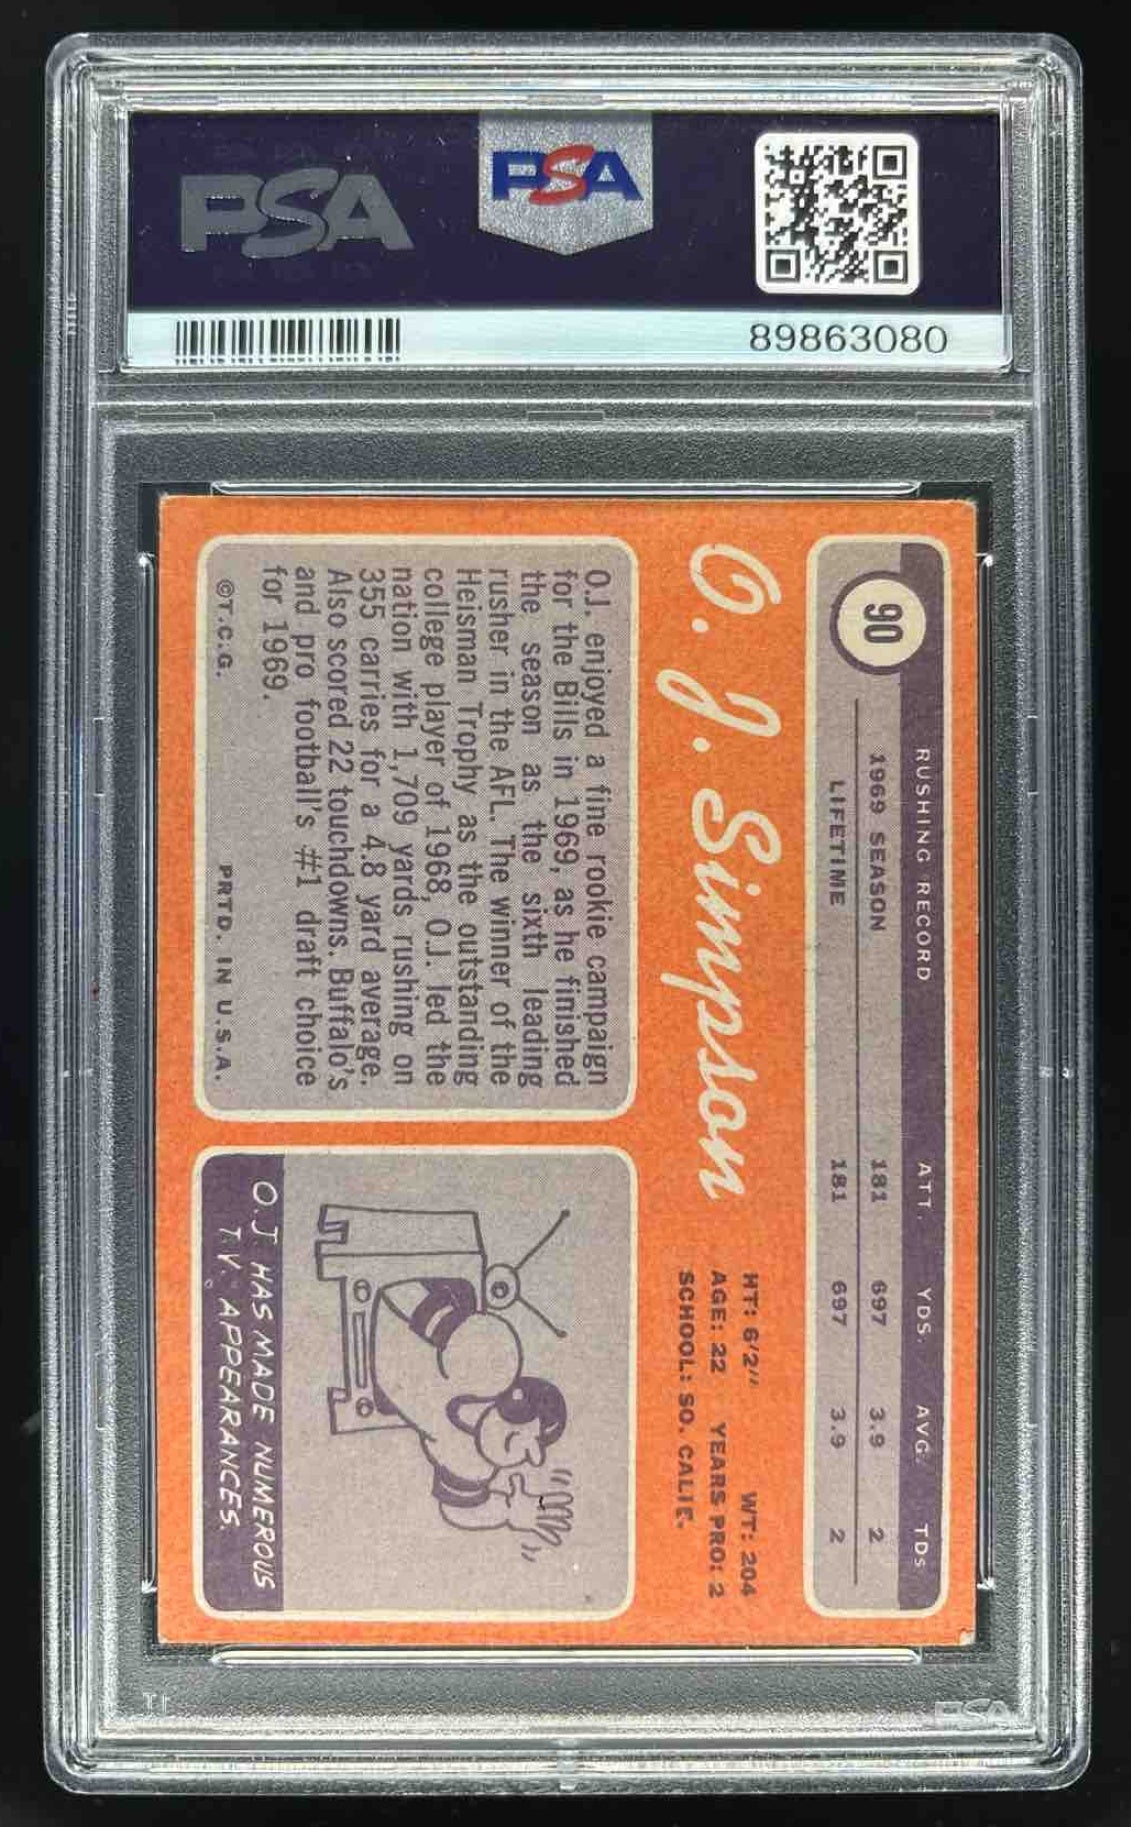 PSA
PSA
89863080
90
RUSHING RECORD ATT. YDS. AVG. TDs
1969 SEASON 181 697 3.9 2
LIFETIME 181 697 3.9 2
O. J. Simpson
HT: 6'2" WT: 204
AGE: 22 YEARS PRO: 2
SCHOOL: SO. CALIF.
O.J. enjoyed a fine rookie campaign
for the Bills in 1969, as he finished
the season as the sixth leading
rusher in the AFL. The winner of the
Heisman Trophy as the outstanding
college player of 1968, O.J. led the
nation with 1,709 yards rushing on
355 carries for a 4.8 yard average.
Also scored 22 touchdowns. Buffalo's
and pro football's #1 draft choice
for 1969.
©T.C.G. PRTD. IN U.S.A.
O.J. HAS MADE NUMEROUS
T.V. APPEARANCES.
PSA